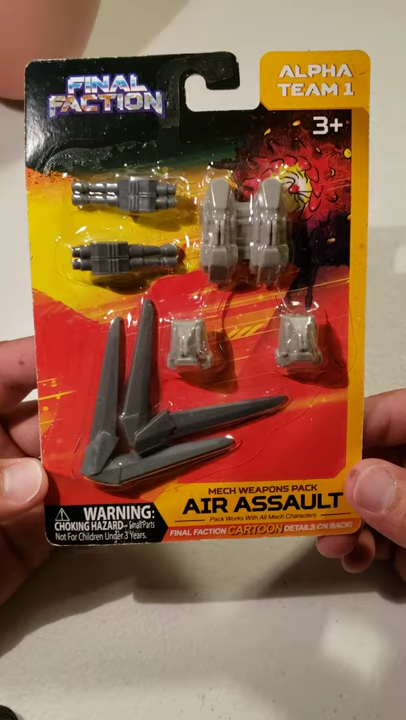 FINAL
FACTION
ALPHA
TEAM 1
3+
MECH WEAPONS PACK
AIR ASSAULT
Pack Works With All Mech Characters
WARNING:
CHOKING HAZARD – Small Parts
Not For Children Under 3 Years.
FINAL FACTION CARTOON DETAILS ON BACK!